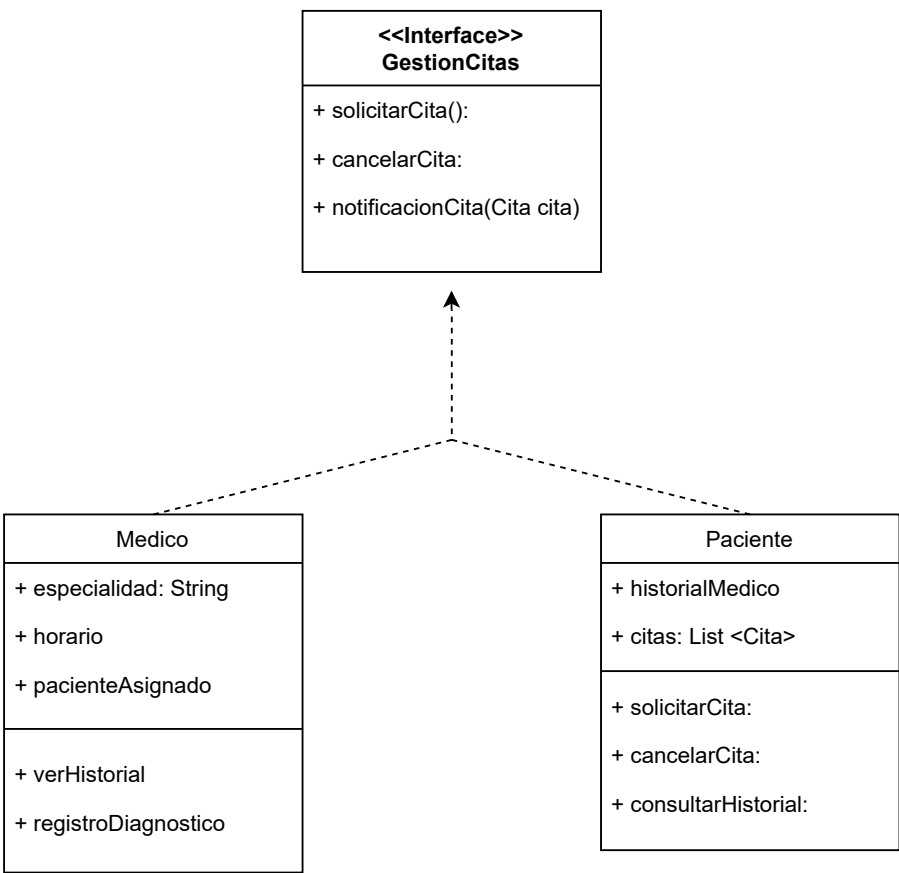 <<Interface>>
GestionCitas
+ solicitarCita():
+ cancelarCita:
+ notificacionCita(Cita cita)
Medico
+ especialidad: String
+ horario
+ pacienteAsignado
+ verHistorial
+ registroDiagnostico
Paciente
+ historialMedico
+ citas: List <Cita>
+ solicitarCita:
+ cancelarCita:
+ consultarHistorial: